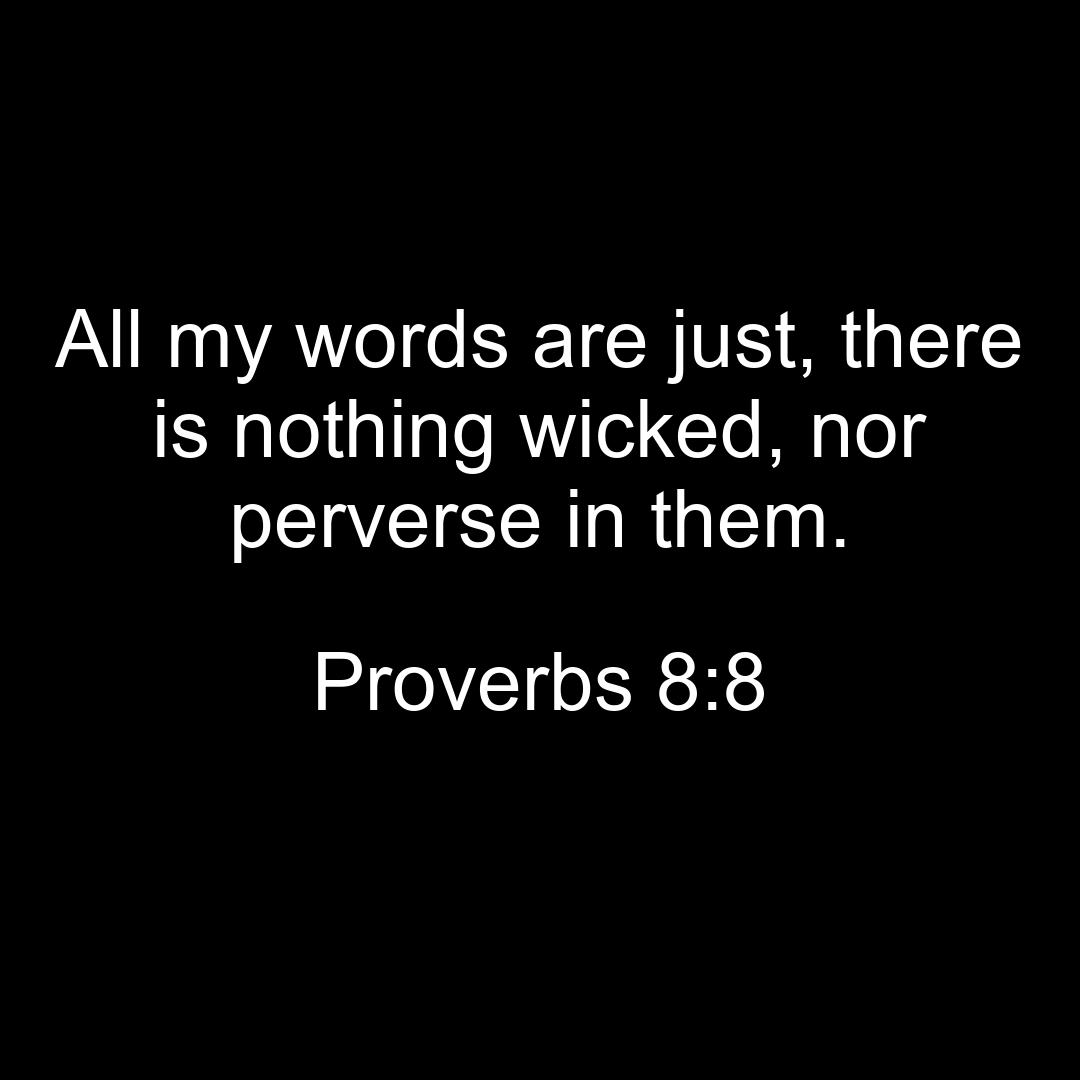 All my words are just, there
is nothing wicked, nor
perverse in them.
Proverbs 8:8